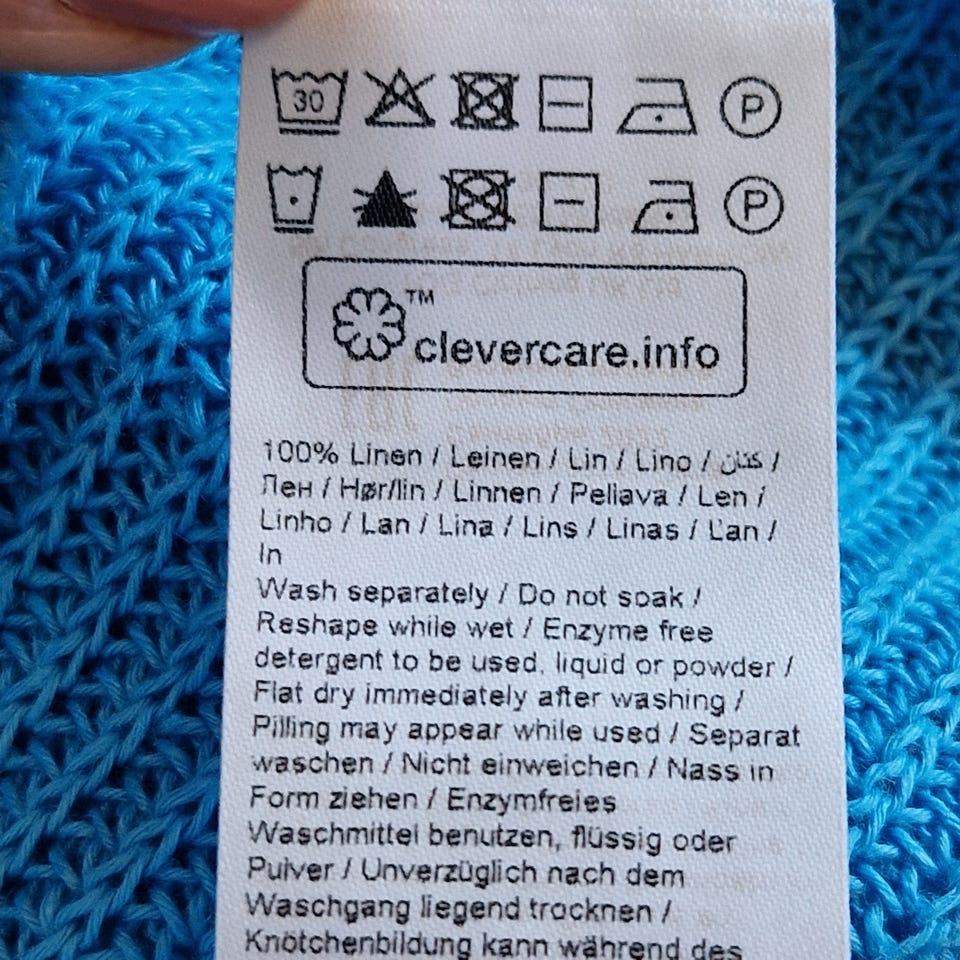 30 P
P
TM
clevercare.info
100% Linen / Leinen / Lin / Lino / كتان /
Лен / Hør/lin / Linnen / Pellava / Len /
Linho / Lan / Lina / Lins / Linas / Ľan /
In
Wash separately / Do not soak /
Reshape while wet / Enzyme free
detergent to be used, liquid or powder /
Flat dry immediately after washing /
Pilling may appear while used / Separat
waschen / Nicht einweichen / Nass in
Form ziehen / Enzymfreies
Waschmittel benutzen, flüssig oder
Pulver / Unverzüglich nach dem
Waschgang liegend trocknen /
Knötchenbildung kann während des